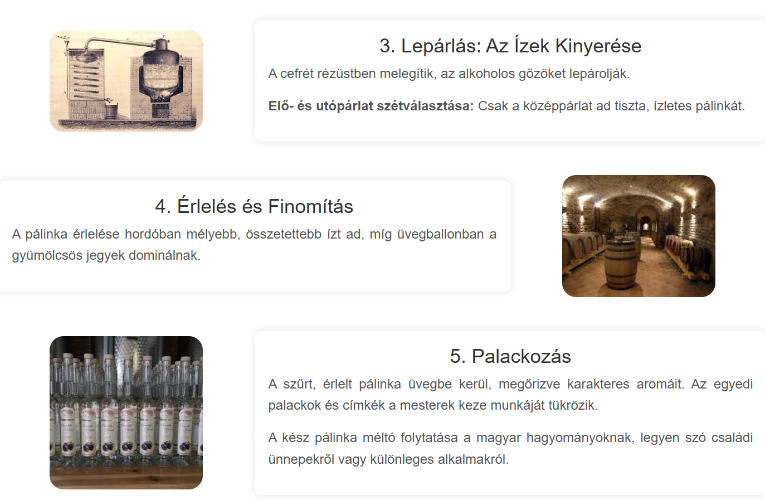 3. Lepárlás: Az Ízek Kinyerése
A cefrét rézüstben melegítik, az alkoholos gőzöket lepárolják.
Elő- és utópárlat szétválasztása: Csak a középpárlat ad tiszta, ízletes pálinkát.
4. Érlelés és Finomítás
A pálinka érlelése hordóban mélyebb, összetettebb ízt ad, míg üvegballonban a
gyümölcsös jegyek dominálnak.
5. Palackozás
A szűrt, érlelt pálinka üvegbe kerül, megőrizve karakteres aromáit. Az egyedi
palackok és címkék a mesterek keze munkáját tükrözik.
A kész pálinka méltó folytatása a magyar hagyományoknak, legyen szó családi
ünnepekről vagy különleges alkalmakról.